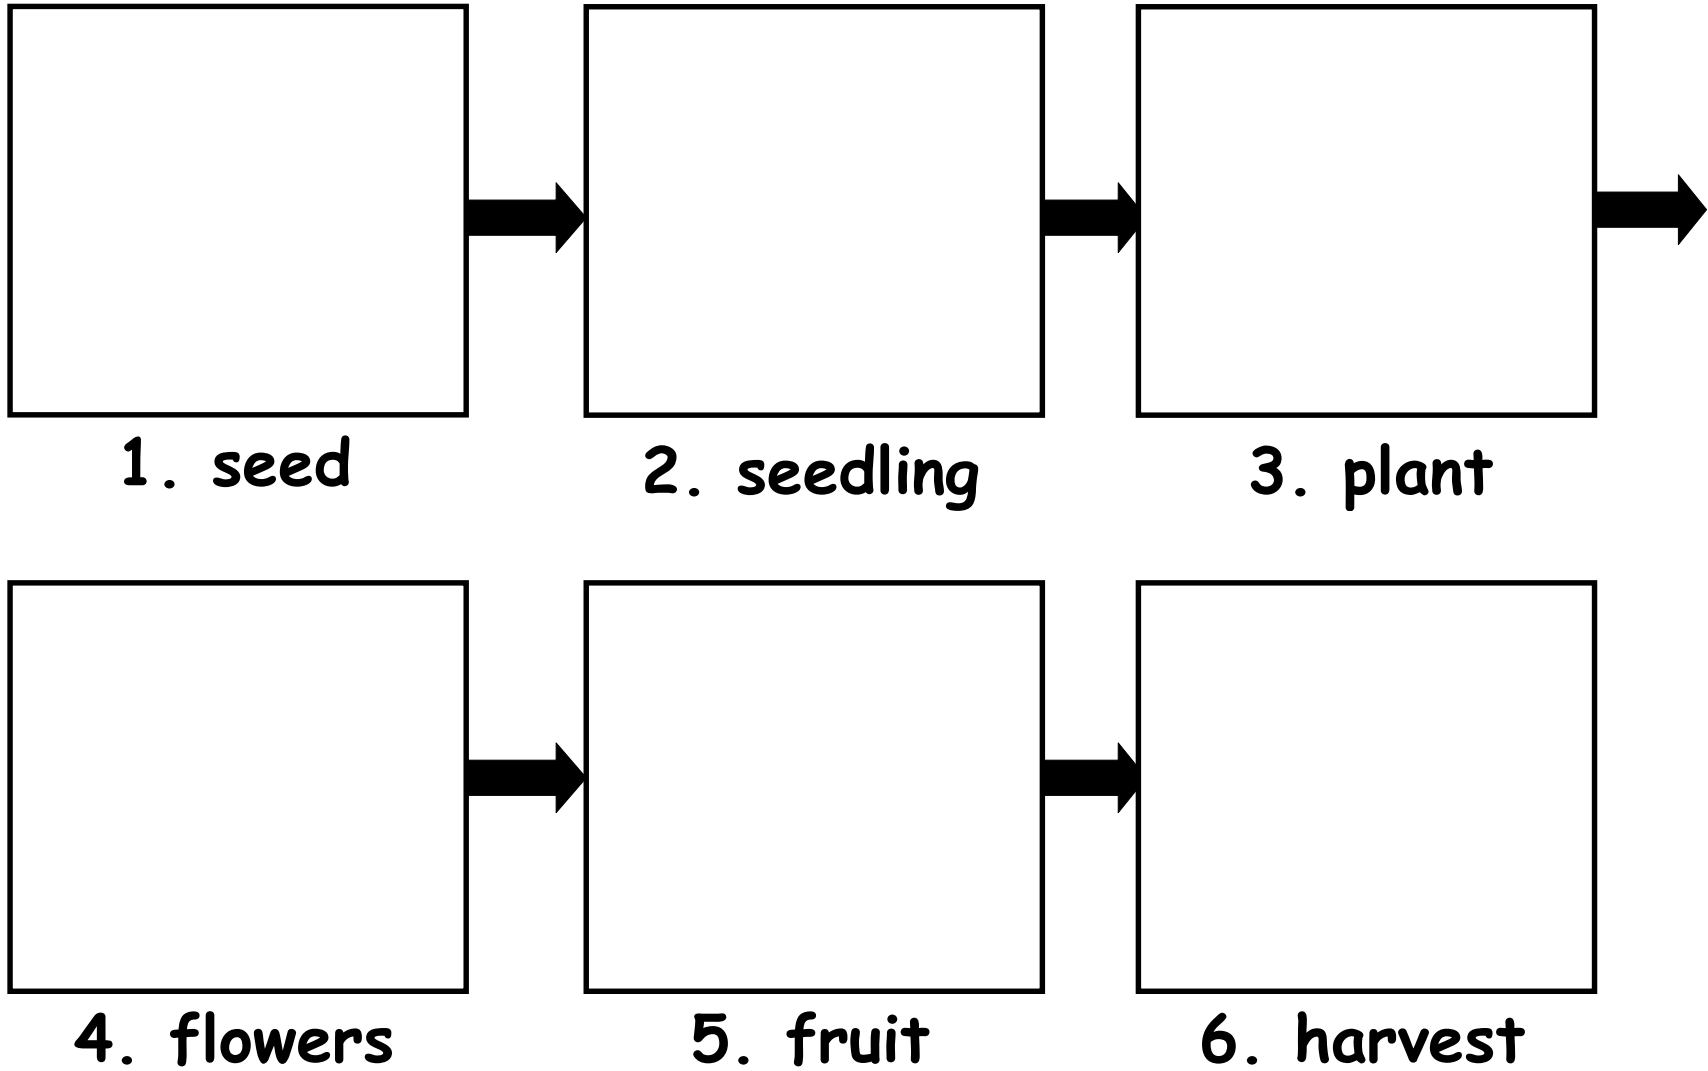 1. seed
2. seedling
3. plant
4. flowers
5. fruit
6. harvest